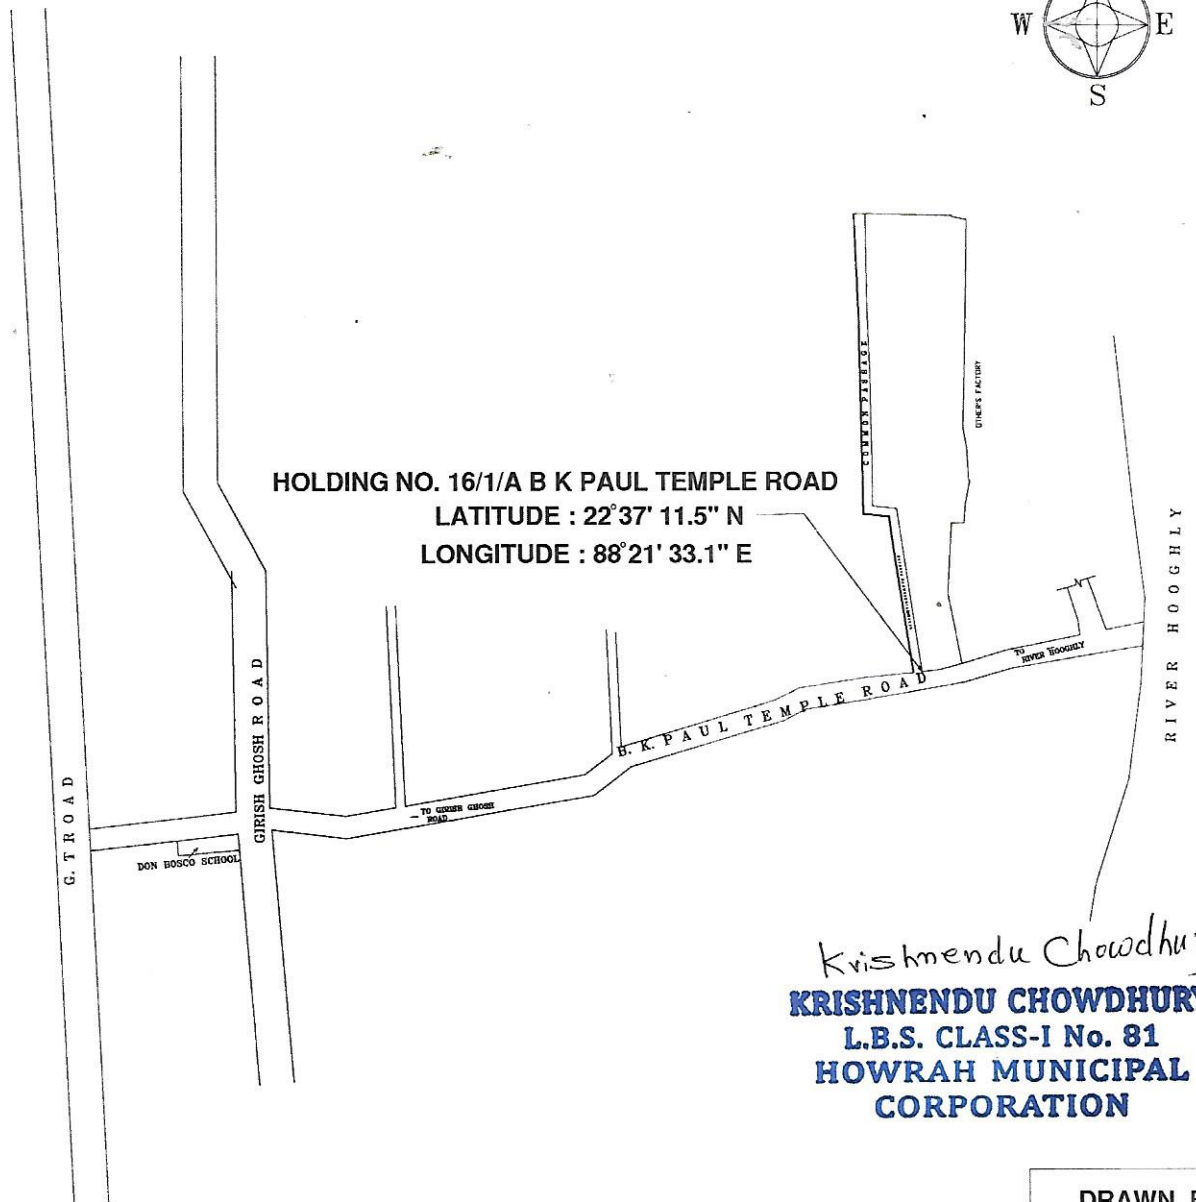 W E
S
COMMON PASSAGE
OTHER'S FACTORY
HOLDING NO. 16/1/A B K PAUL TEMPLE ROAD
LATITUDE : 22°37' 11.5" N
LONGITUDE : 88°21' 33.1" E
RIVER HOOGHLY
TO
RIVER HOOGHLY
B. K. PAUL TEMPLE ROAD
GIRISH GHOSH ROAD
G. T ROAD
TO GIRISH GHOSH
ROAD
DON BOSCO SCHOOL
Krishnendu Chowdhu
KRISHNENDU CHOWDHURY
L.B.S. CLASS-I No. 81
HOWRAH MUNICIPAL
CORPORATION
DRAWN